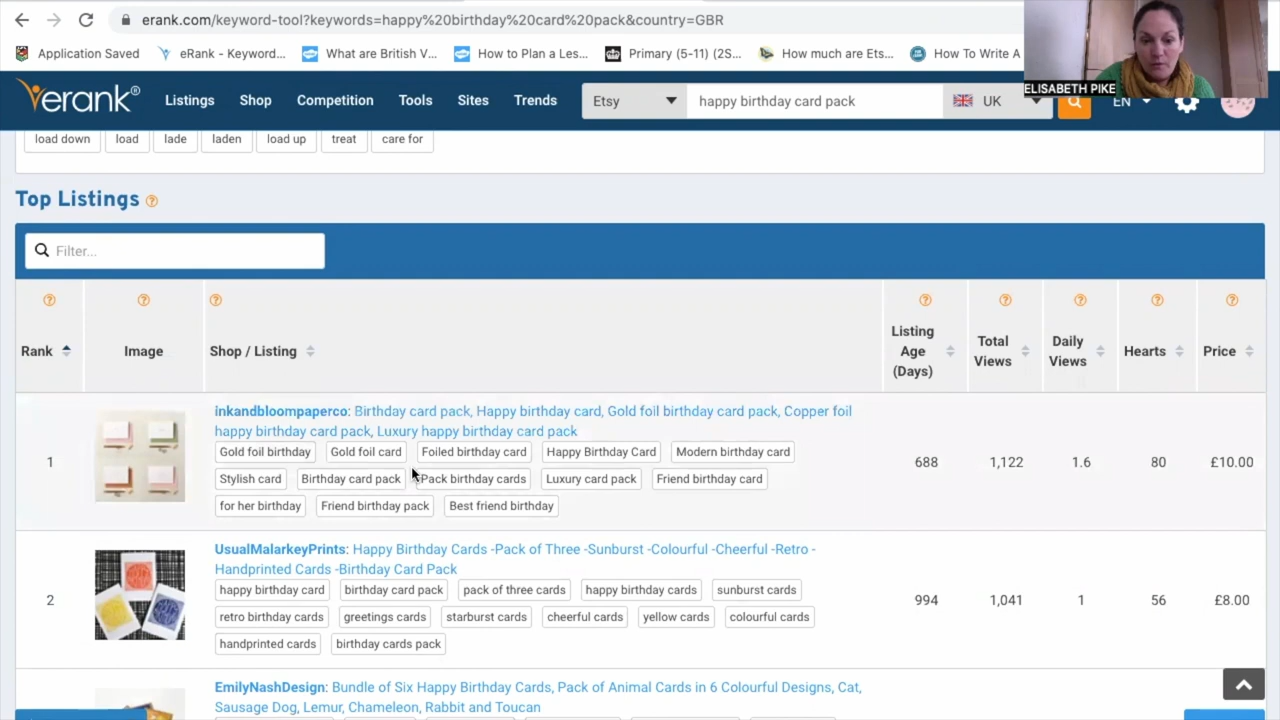 erank.com/keyword-tool?keywords=happy%20birthday%20card%20pack&country=GBR
Application Saved
eRank - Keyword...
What are British V...
How to Plan a Les...
Primary (5-11) (2S...
How much are Ets...
How To Write A
ELISABETH PIKE
erank®
Listings
Shop
Competition
Tools
Sites
Trends
Etsy
happy birthday card pack
UK
EN
load down
load
lade
laden
load up
treat
care for
Top Listings
Filter...
Rank
Image
Shop / Listing
Listing Age (Days)
Total Views
Daily Views
Hearts
Price
1
inkandbloompaperco: Birthday card pack, Happy birthday card, Gold foil birthday card pack, Copper foil
happy birthday card pack, Luxury happy birthday card pack
Gold foil birthday
Gold foil card
Foiled birthday card
Happy Birthday Card
Modern birthday card
Stylish card
Birthday card pack
Pack birthday cards
Luxury card pack
Friend birthday card
for her birthday
Friend birthday pack
Best friend birthday
688
1,122
1.6
80
£10.00
2
UsualMalarkeyPrints: Happy Birthday Cards -Pack of Three -Sunburst -Colourful -Cheerful -Retro -
Handprinted Cards -Birthday Card Pack
happy birthday card
birthday card pack
pack of three cards
happy birthday cards
sunburst cards
retro birthday cards
greetings cards
starburst cards
cheerful cards
yellow cards
colourful cards
handprinted cards
birthday cards pack
994
1,041
1
56
£8.00
EmilyNashDesign: Bundle of Six Happy Birthday Cards, Pack of Animal Cards in 6 Colourful Designs, Cat,
Sausage Dog, Lemur, Chameleon, Rabbit and Toucan